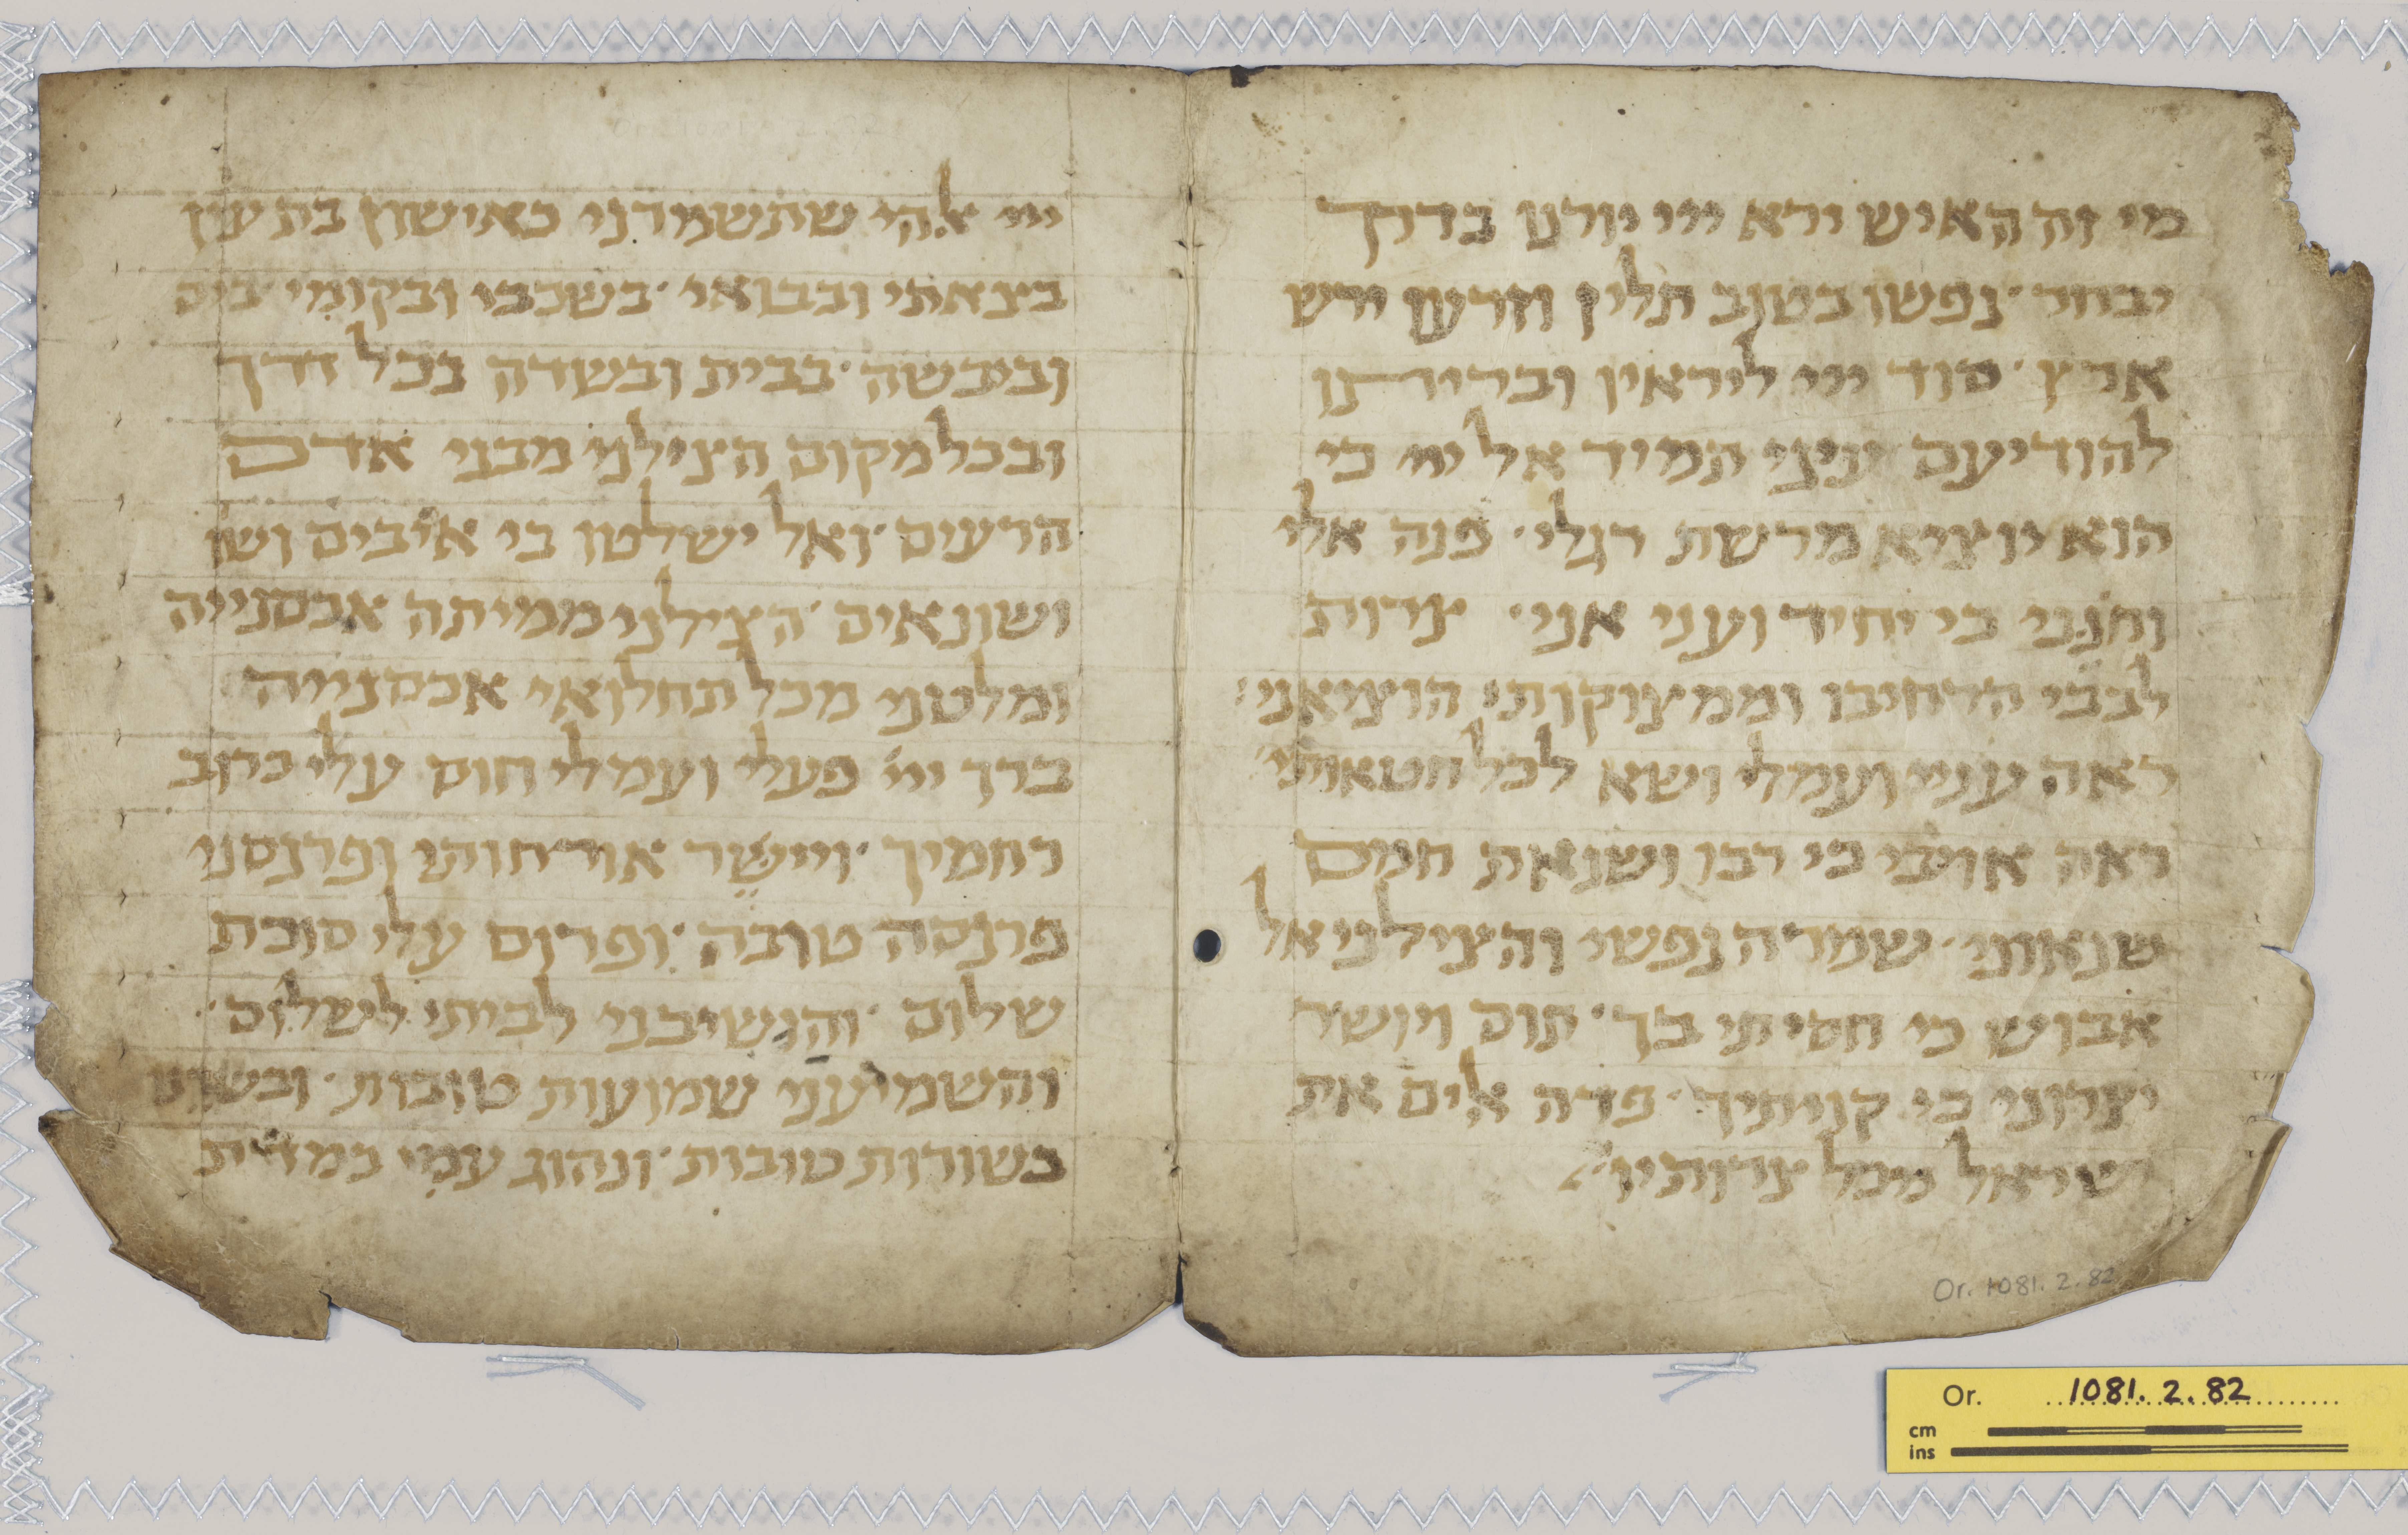 מי זה האיש ירא ייי יורנו בדרך
יבחר · נפשו בטוב תלין וזרעו ירש
ארץ · סוד ייי ליראיו ובריתו
להודיעם עיני תמיד אל ייי כי
הוא יוציא מרשת רגלי · פנה אלי
וחנני כי יחיד ועני אני · צרות
לבבי הרחיבו וממצוקותי הוציאני
ראה עניי ועמלי ושא לכל חטאותי
ראה אויבי כי רבו ושנאת חמס
שנאוני · שמרה נפשי והצילני אל
אבוש כי חסיתי בך · תום ויושר
יצרוני כי קויתיך · פדה אלים את
ישראל מכל צרותיו
ייי אלהי שתשמרני כאישון בת עין
בצאתי ובבואי · בשכבי ובקומי בים
וביבשה · בבית ובשדה בכל דרך
ובכל מקום הצילני מבני אדם
הרעים · ואל ישלטו בי אויבים ושו
ושונאים · הצילני ממיתה אכסנייה
ומלטני מכל תחלואי אכסנייה
ברך ייי פעלי ועמלי חוס עלי כרוב
רחמיך · ויישר אורחותי ופרנסני
פרנסה טובה · ופרוס עלי סוכת
שלום · והשיבני לביתי לשלום ·
והשמיעני שמועות טובות · ובשרני
בשורות טובות · ונהוג עמי במדת
Or. 1081.2.82
Or. 1081. 2. 82
cm
ins